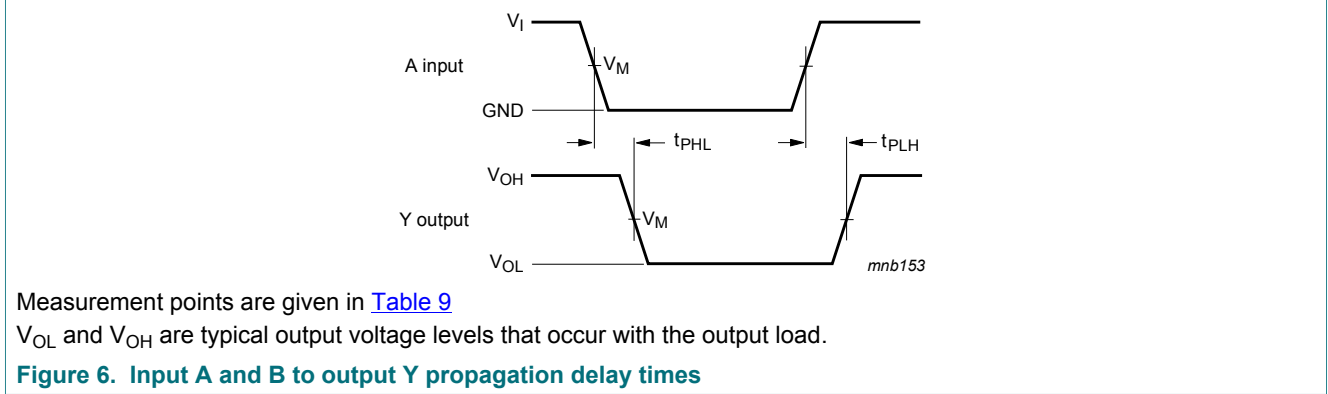 V_I
A input
V_M
GND
t_PHL
t_PLH
V_OH
Y output
V_M
V_OL
mnb153
Measurement points are given in Table 9
V_OL and V_OH are typical output voltage levels that occur with the output load.
Figure 6. Input A and B to output Y propagation delay times